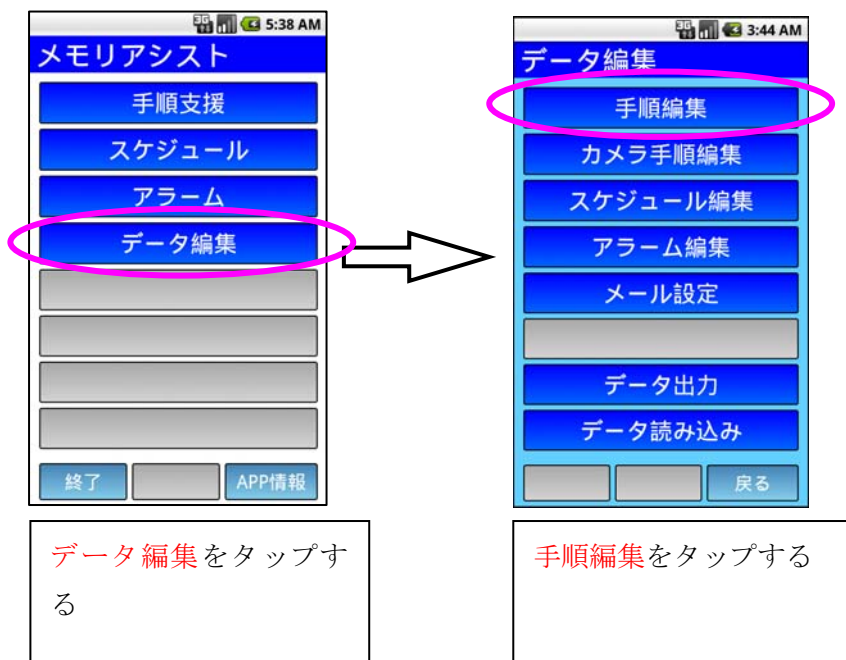 3G 5:38 AM
メモリアシスト
手順支援
スケジュール
アラーム
データ編集
終了
APP情報
データ編集をタップす
る
3G 3:44 AM
データ編集
手順編集
カメラ手順編集
スケジュール編集
アラーム編集
メール設定
データ出力
データ読み込み
戻る
手順編集をタップする